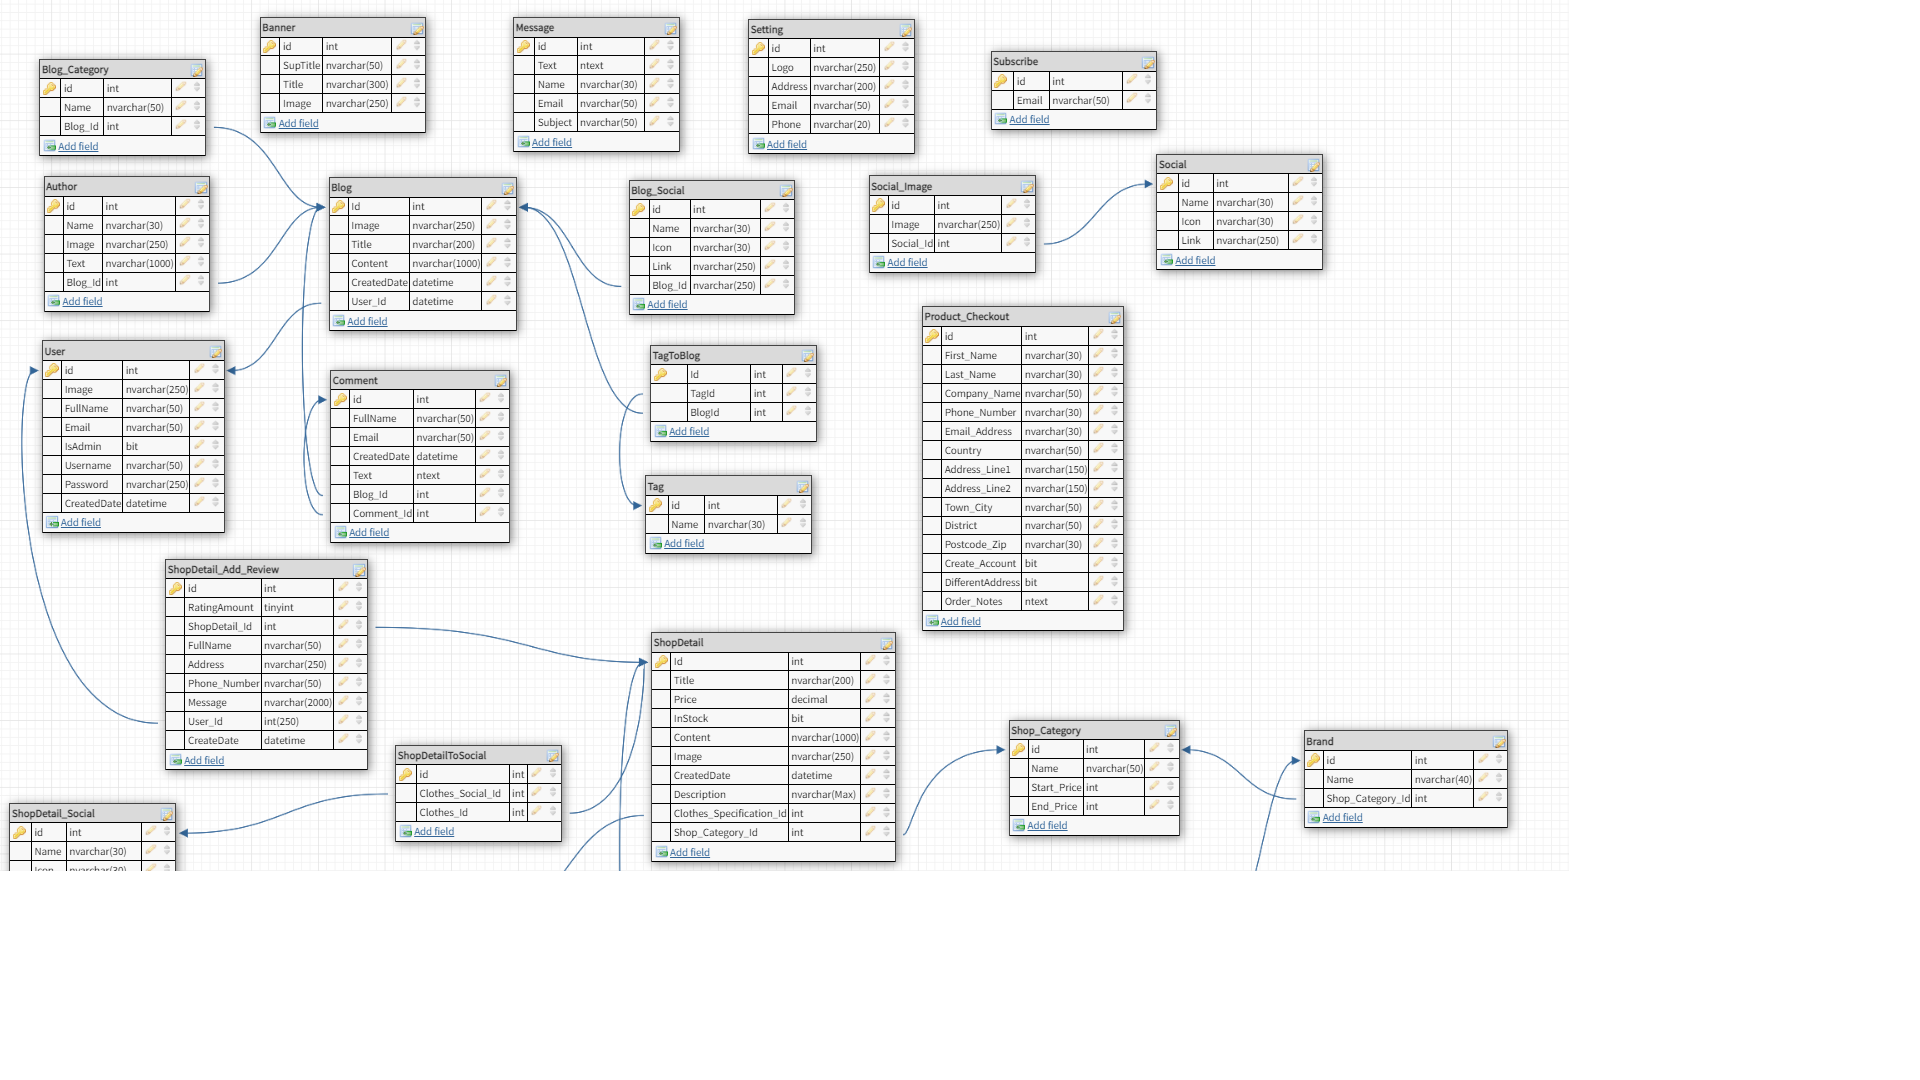 Banner
id int
SupTitle nvarchar(50)
Title nvarchar(300)
Image nvarchar(250)
Add field
Message
id int
Text ntext
Name nvarchar(30)
Email nvarchar(50)
Subject nvarchar(50)
Add field
Setting
id int
Logo nvarchar(250)
Address nvarchar(200)
Email nvarchar(50)
Phone nvarchar(20)
Add field
Subscribe
id int
Email nvarchar(50)
Add field
Blog_Category
id int
Name nvarchar(50)
Blog_Id int
Add field
Author
id int
Name nvarchar(30)
Image nvarchar(250)
Text nvarchar(1000)
Blog_Id int
Add field
Blog
Id int
Image nvarchar(250)
Title nvarchar(200)
Content nvarchar(1000)
CreatedDate datetime
User_Id datetime
Add field
Blog_Social
id int
Name nvarchar(30)
Icon nvarchar(30)
Link nvarchar(250)
Blog_Id nvarchar(250)
Add field
Social_Image
id int
Image nvarchar(250)
Social_Id int
Add field
Social
id int
Name nvarchar(30)
Icon nvarchar(30)
Link nvarchar(250)
Add field
User
id int
Image nvarchar(250)
FullName nvarchar(50)
Email nvarchar(50)
IsAdmin bit
Username nvarchar(50)
Password nvarchar(250)
CreatedDate datetime
Add field
Comment
id int
FullName nvarchar(50)
Email nvarchar(50)
CreatedDate datetime
Text ntext
Blog_Id int
Comment_Id int
Add field
TagToBlog
Id int
TagId int
BlogId int
Add field
Tag
id int
Name nvarchar(30)
Add field
Product_Checkout
id int
First_Name nvarchar(30)
Last_Name nvarchar(30)
Company_Name nvarchar(50)
Phone_Number nvarchar(30)
Email_Address nvarchar(30)
Country nvarchar(50)
Address_Line1 nvarchar(150)
Address_Line2 nvarchar(150)
Town_City nvarchar(50)
District nvarchar(50)
Postcode_Zip nvarchar(30)
Create_Account bit
DifferentAddress bit
Order_Notes ntext
Add field
ShopDetail_Add_Review
id int
RatingAmount tinyint
ShopDetail_Id int
FullName nvarchar(50)
Address nvarchar(250)
Phone_Number nvarchar(50)
Message nvarchar(2000)
User_Id int(250)
CreateDate datetime
Add field
ShopDetail
Id int
Title nvarchar(200)
Price decimal
InStock bit
Content nvarchar(1000)
Image nvarchar(250)
CreatedDate datetime
Description nvarchar(Max)
Clothes_Specification_Id int
Shop_Category_Id int
Add field
ShopDetailToSocial
id int
Clothes_Social_Id int
Clothes_Id int
Add field
Shop_Category
id int
Name nvarchar(50)
Start_Price int
End_Price int
Add field
Brand
id int
Name nvarchar(40)
Shop_Category_Id int
Add field
ShopDetail_Social
id int
Name nvarchar(30)
Icon nvarchar(30)